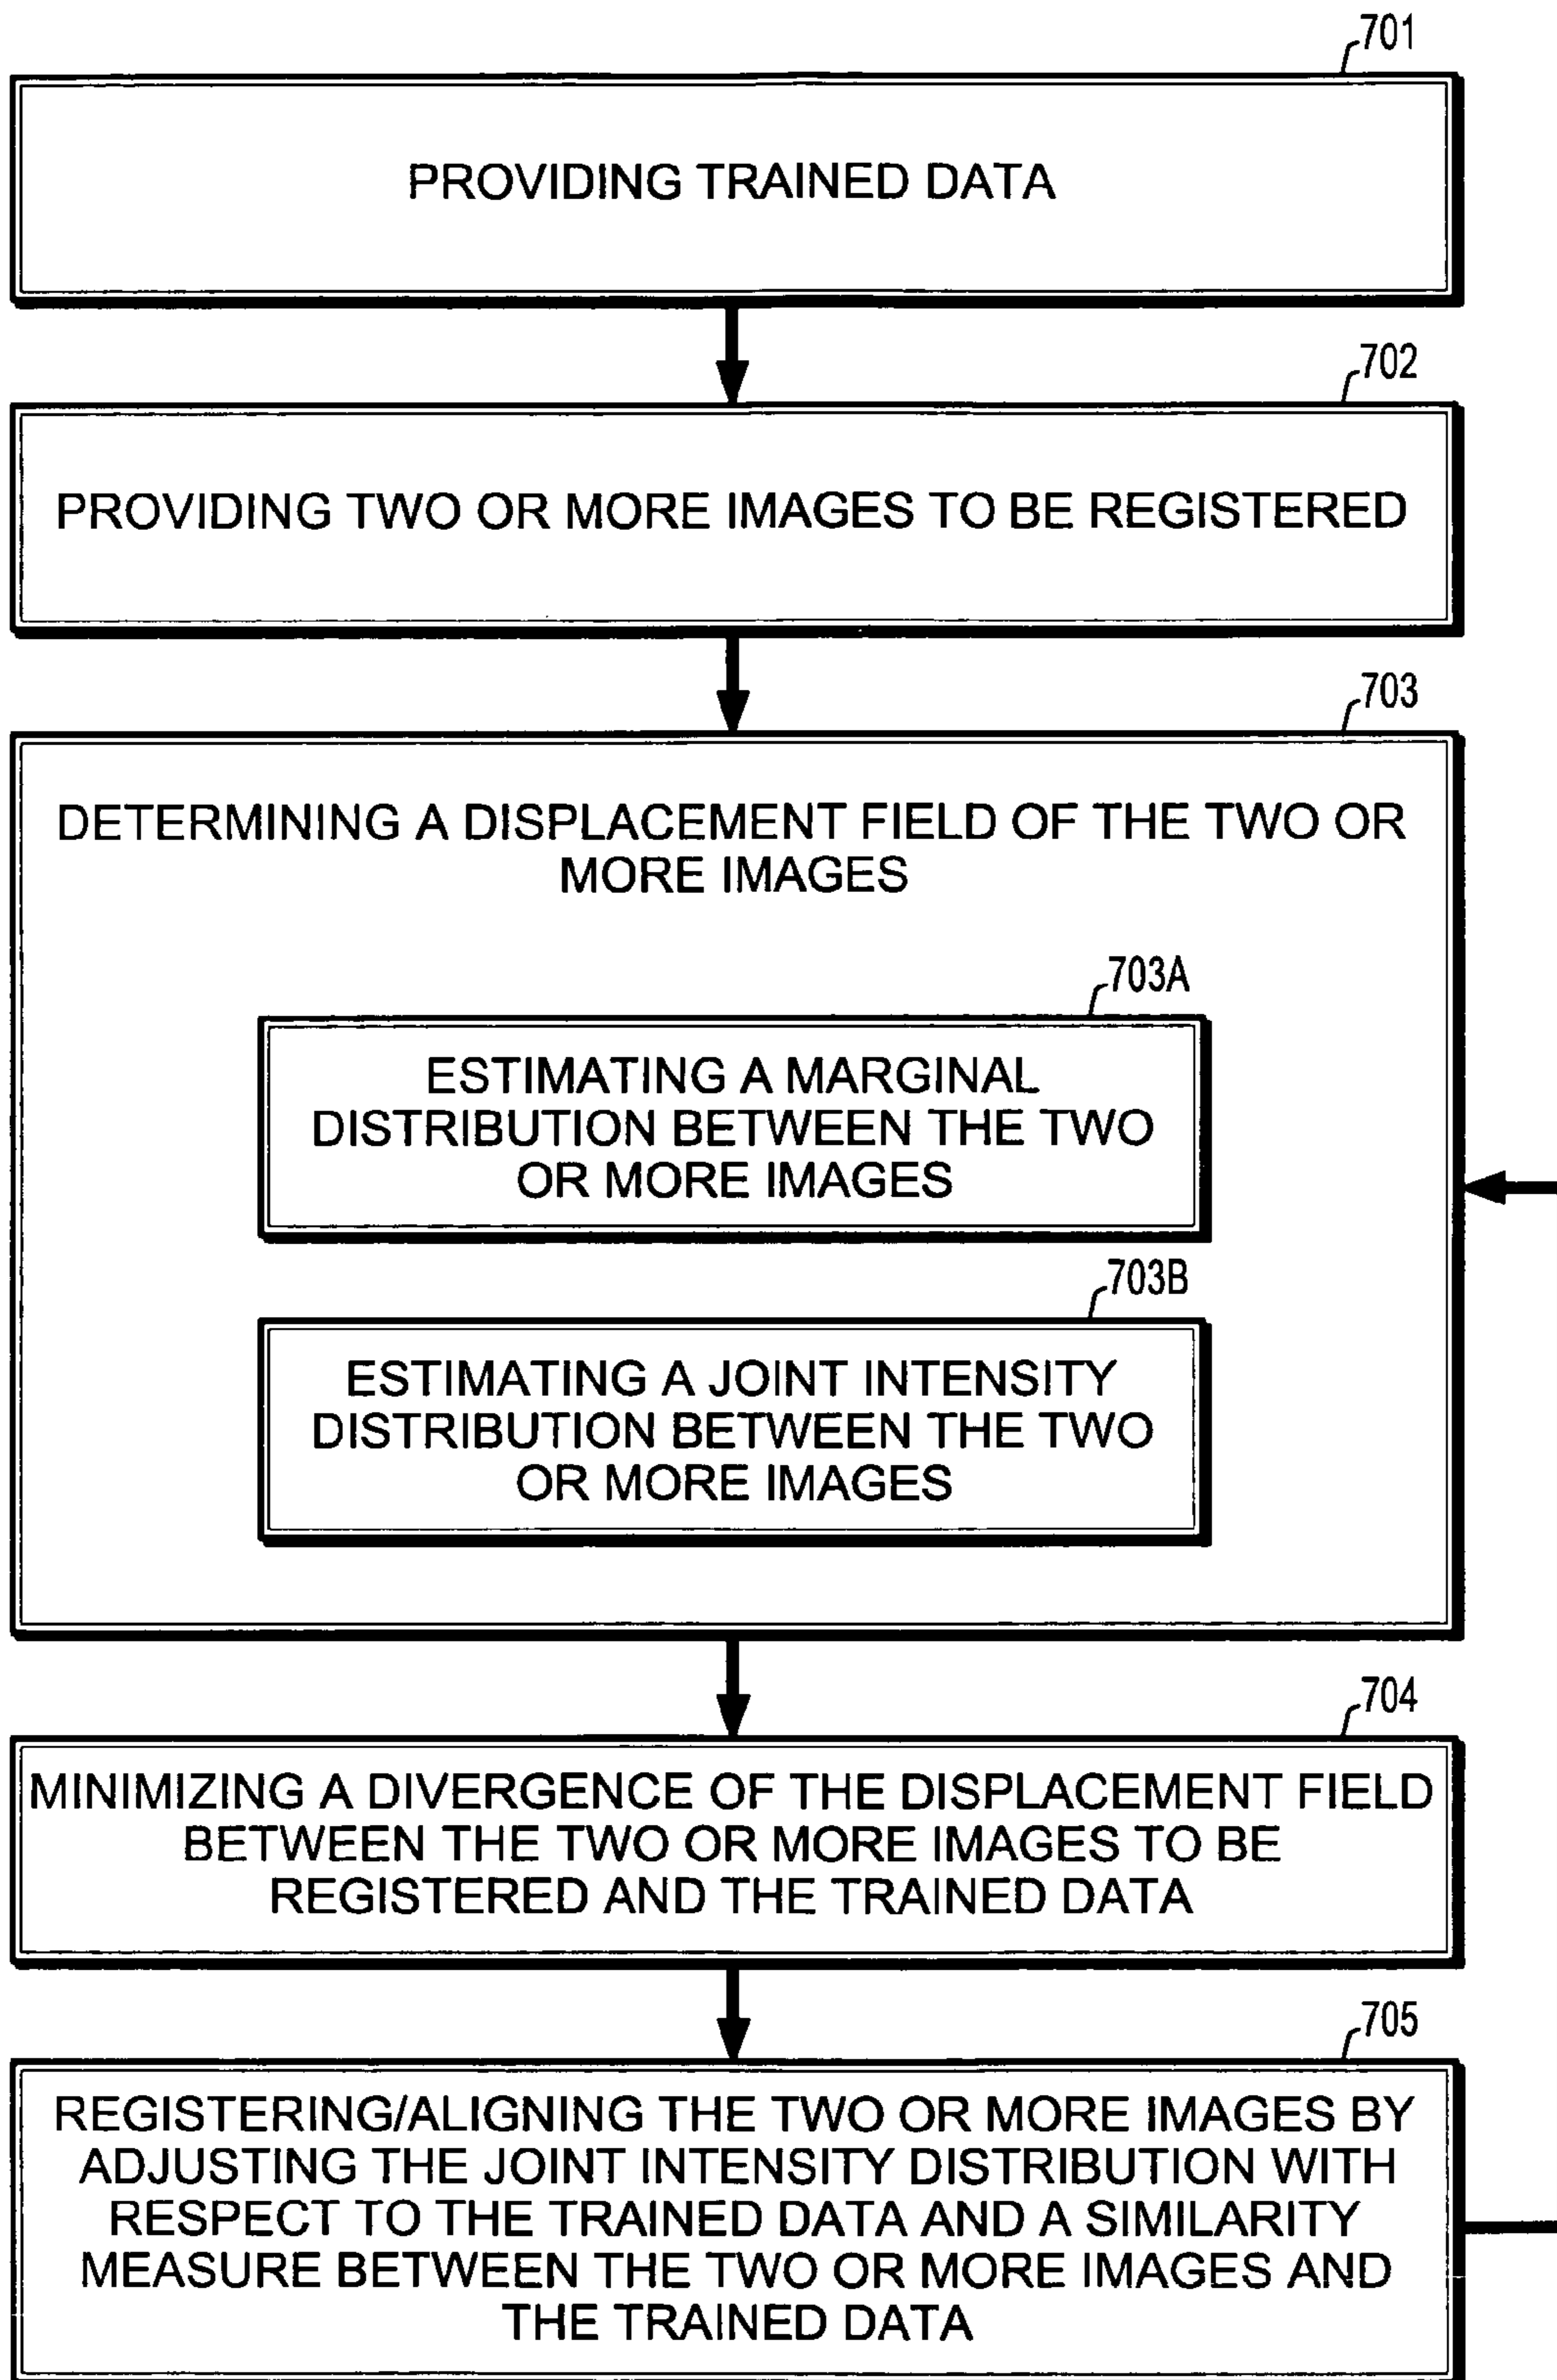 701
PROVIDING TRAINED DATA
702
PROVIDING TWO OR MORE IMAGES TO BE REGISTERED
703
DETERMINING A DISPLACEMENT FIELD OF THE TWO OR
MORE IMAGES
703A
ESTIMATING A MARGINAL
DISTRIBUTION BETWEEN THE TWO
OR MORE IMAGES
703B
ESTIMATING A JOINT INTENSITY
DISTRIBUTION BETWEEN THE TWO
OR MORE IMAGES
704
MINIMIZING A DIVERGENCE OF THE DISPLACEMENT FIELD
BETWEEN THE TWO OR MORE IMAGES TO BE
REGISTERED AND THE TRAINED DATA
705
REGISTERING/ALIGNING THE TWO OR MORE IMAGES BY
ADJUSTING THE JOINT INTENSITY DISTRIBUTION WITH
RESPECT TO THE TRAINED DATA AND A SIMILARITY
MEASURE BETWEEN THE TWO OR MORE IMAGES AND
THE TRAINED DATA